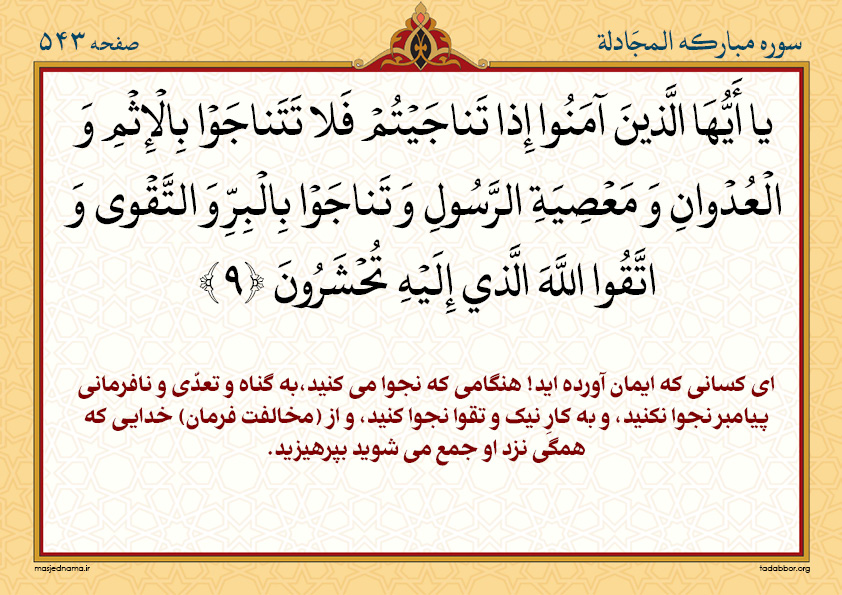 سوره مبارکه المجَادلة
صفحه ۵۴۳
يا أَيُّهَا الَّذينَ آمَنُوا إِذا تَناجَيْتُمْ فَلا تَتَناجَوْا بِالْإِثْمِ وَ
الْعُدْوانِ وَ مَعْصِيَةِ الرَّسُولِ وَ تَناجَوْا بِالْبِرِّ وَ التَّقْوى وَ
اتَّقُوا اللَّهَ الَّذي إِلَيْهِ تُحْشَرُونَ ﴿۹﴾
ای کسانی که ایمان آورده اید! هنگامی که نجوا می کنید،به گناه و تعدّی و نافرمانی
پیامبر نجوا نکنید، و به کارِ نیک و تقوا نجوا کنید، و از (مخالفت فرمان) خدایی که
همگی نزد او جمع می شوید بپرهیزید.
masjednama.ir
tadabbor.org